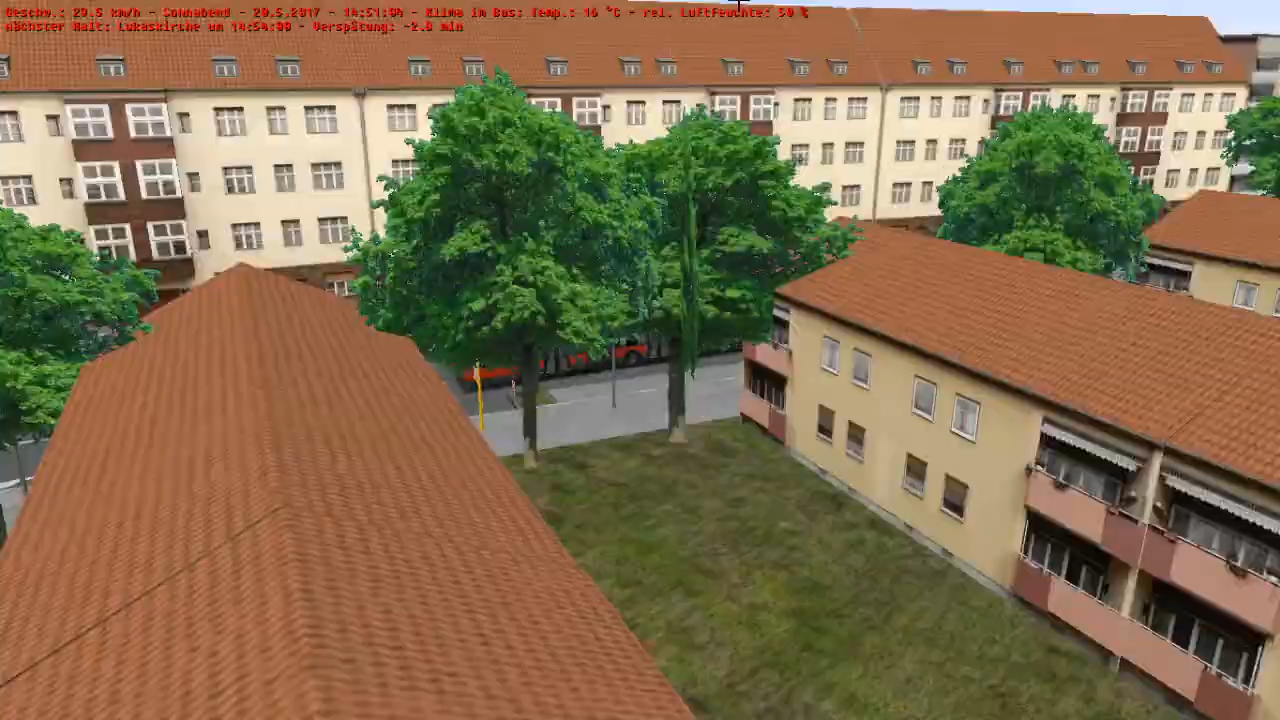 Geschw.: 20.5 km/h - Sonnabend - 20.5.2017 - 14:51:04 - Klima im Bus: Temp.: 16 °C - rel. Luftfeuchte: 50 %
nächster Halt: Lukaskirche um 14:54:00 - Verspätung: -2.0 min